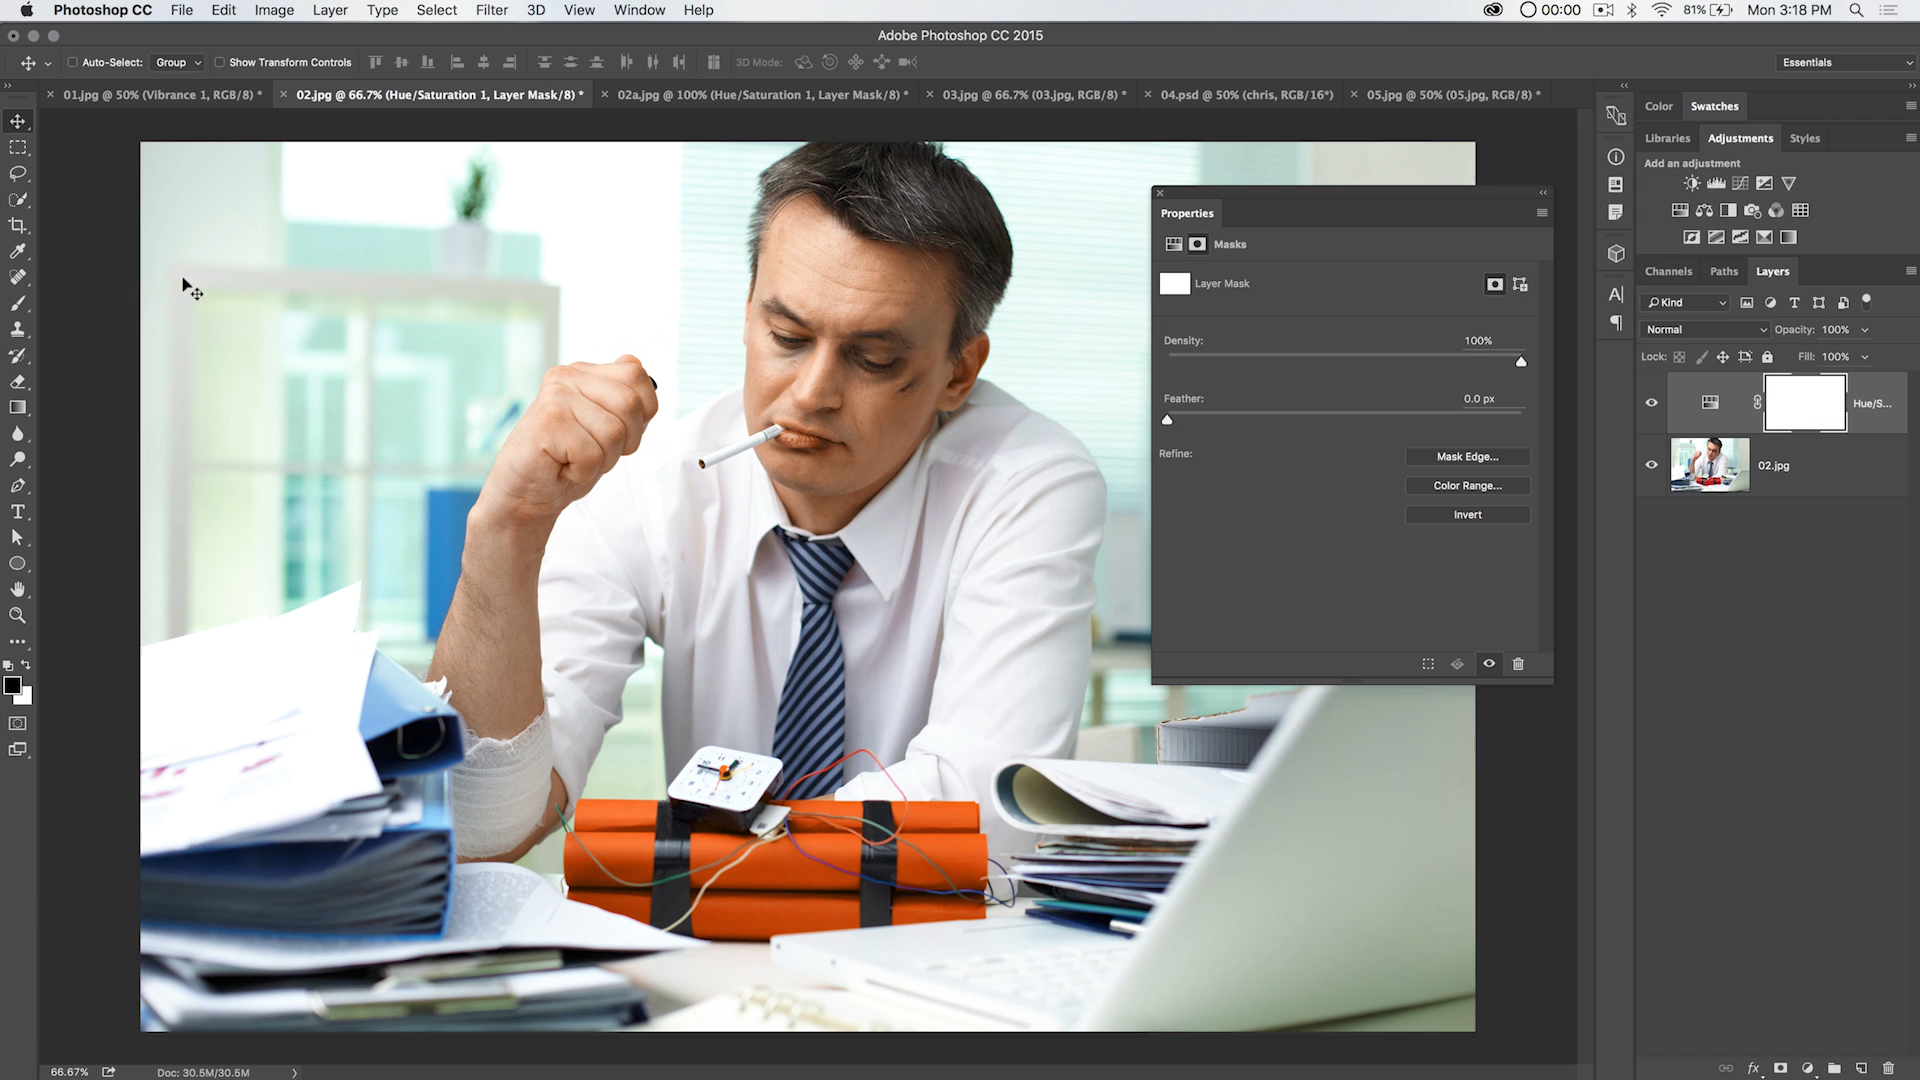 Photoshop CC File Edit Image Layer Type Select Filter 3D View Window Help 00:00 81% Mon 3:18 PM
Adobe Photoshop CC 2015
Auto-Select: Group Show Transform Controls 3D Mode: Essentials
01.jpg @ 50% (Vibrance 1, RGB/8) * 02.jpg @ 66.7% (Hue/Saturation 1, Layer Mask/8) * 02a.jpg @ 100% (Hue/Saturation 1, Layer Mask/8) * 03.jpg @ 66.7% (03.jpg, RGB/8) * 04.psd @ 50% (chris, RGB/16*) 05.jpg @ 50% (05.jpg, RGB/8) *
Color Swatches
Libraries Adjustments Styles
Add an adjustment
Properties
Masks
Layer Mask
Density: 100%
Feather: 0.0 px
Refine: Mask Edge...
Color Range...
Invert
Channels Paths Layers
Kind
Normal Opacity: 100%
Lock: Fill: 100%
Hue/S...
02.jpg
66.67% Doc: 30.5M/30.5M